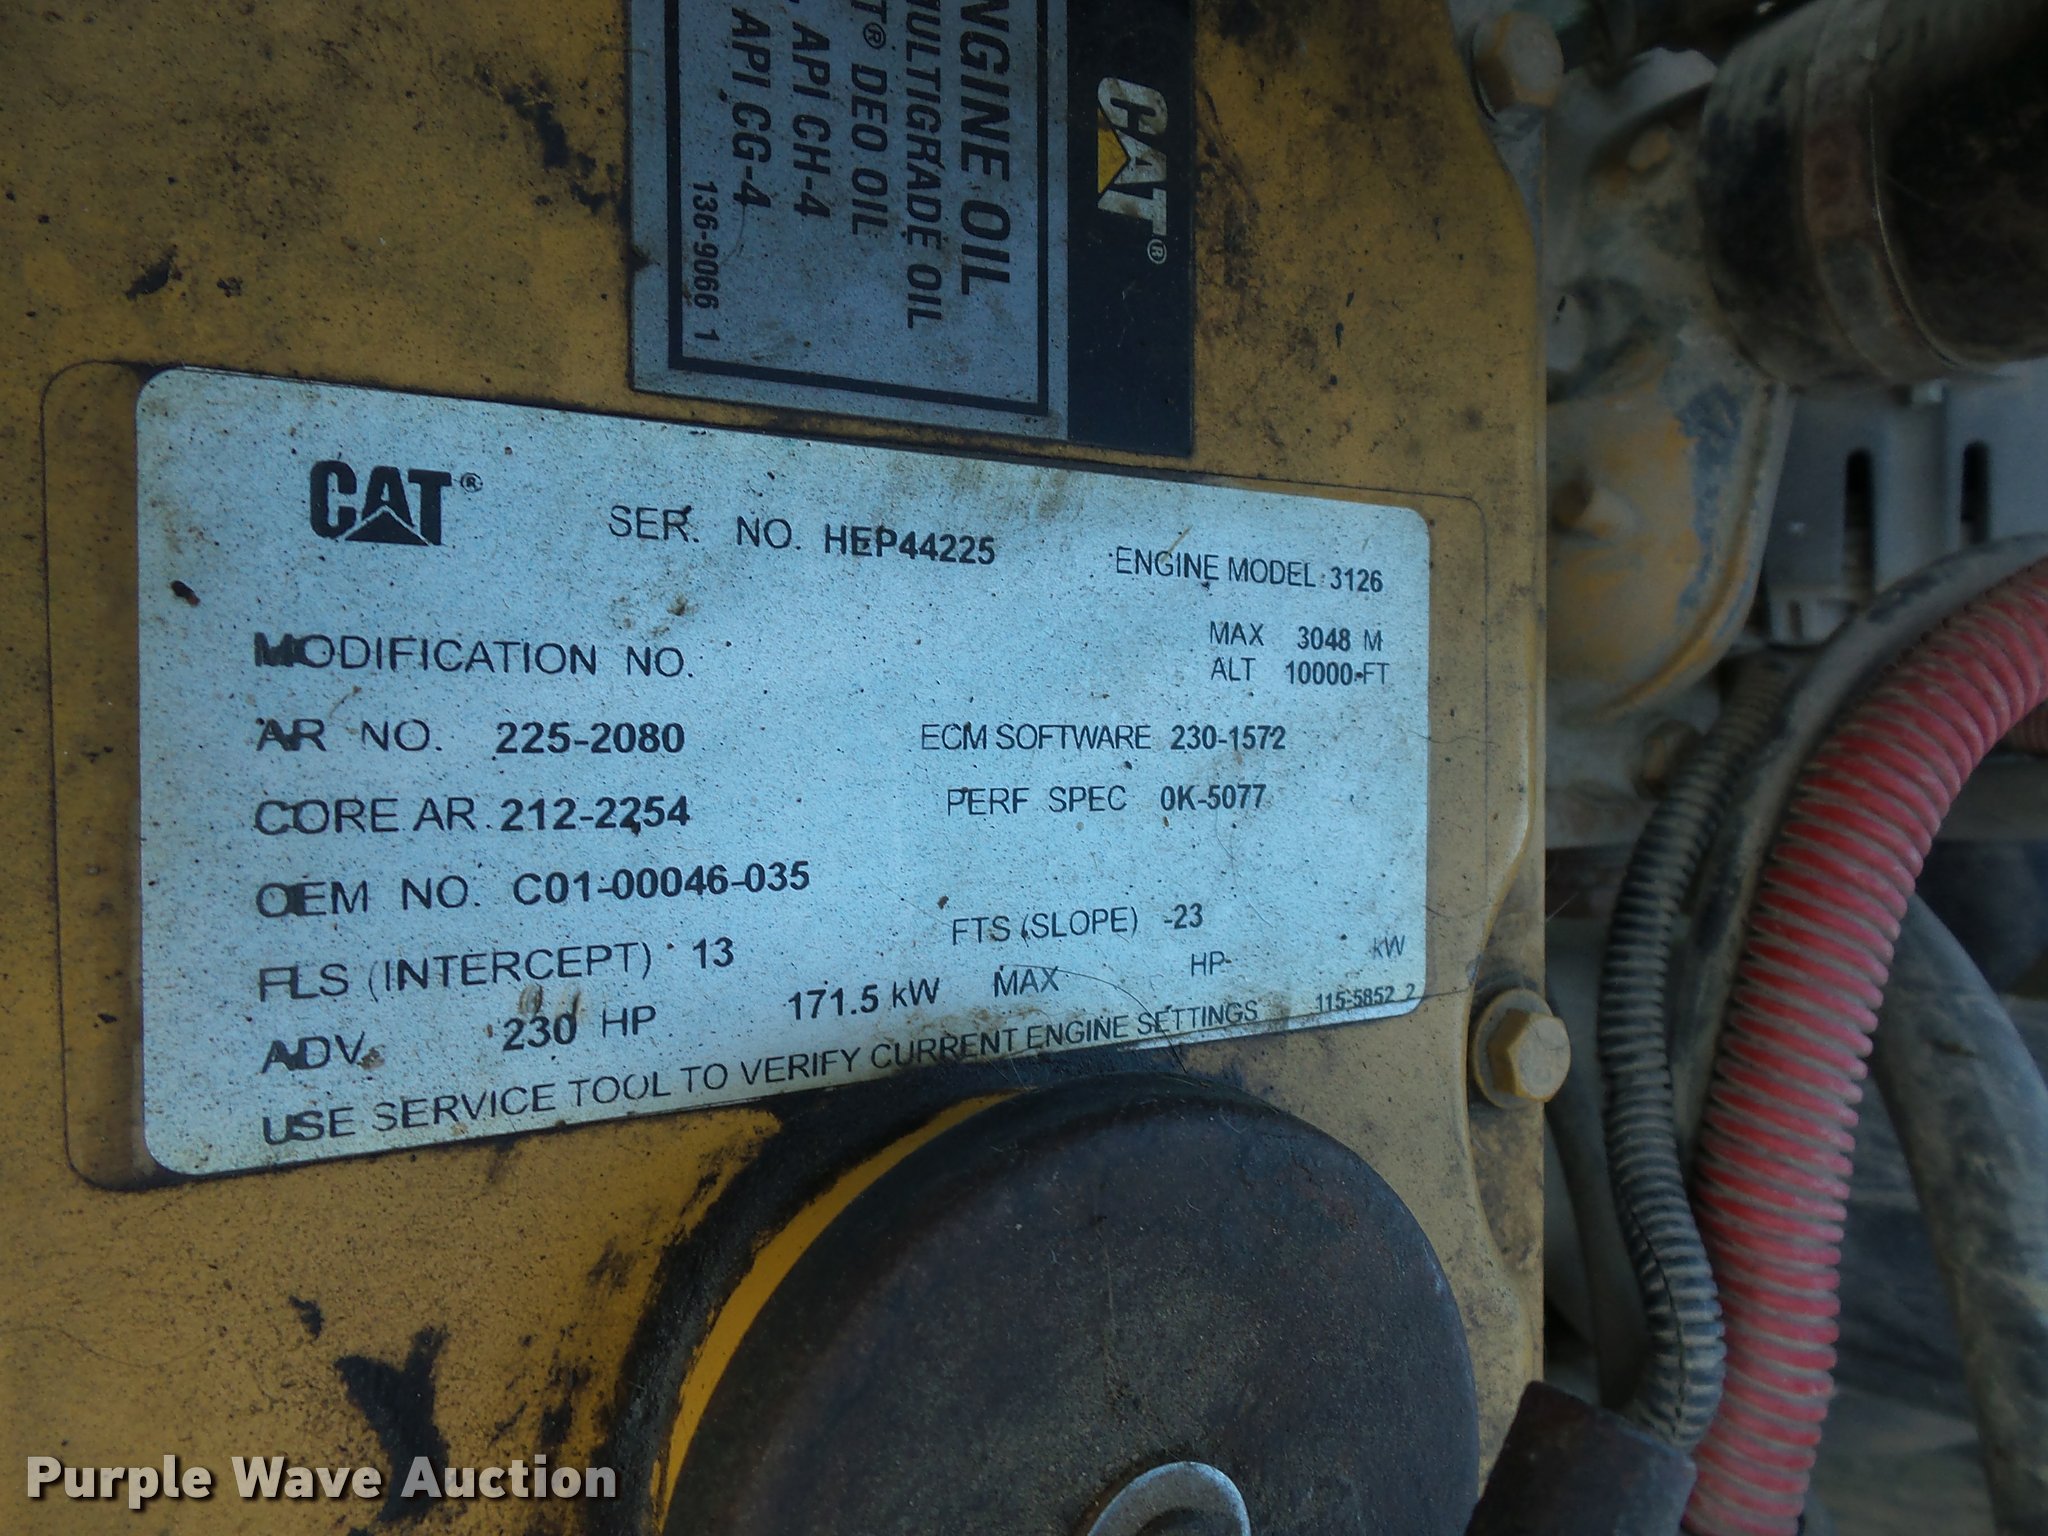 NGINE OIL
MULTIGRADE OIL
T® DEO OIL
API CH-4
API CG-4
136-9066 1
CAT®
CAT®
SER. NO. HEP44225
ENGINE MODEL 3126
MODIFICATION NO.
MAX 3048 M
ALT 10000-FT
AR NO. 225-2080
ECM SOFTWARE 230-1572
CORE AR 212-2254
PERF SPEC 0K-5077
OEM NO. C01-00046-035
FLS (INTERCEPT) 13
FTS (SLOPE) -23
ADV. 230 HP 171.5 kW MAX HP kW
USE SERVICE TOOL TO VERIFY CURRENT ENGINE SETTINGS
115-5852 2
Purple Wave Auction